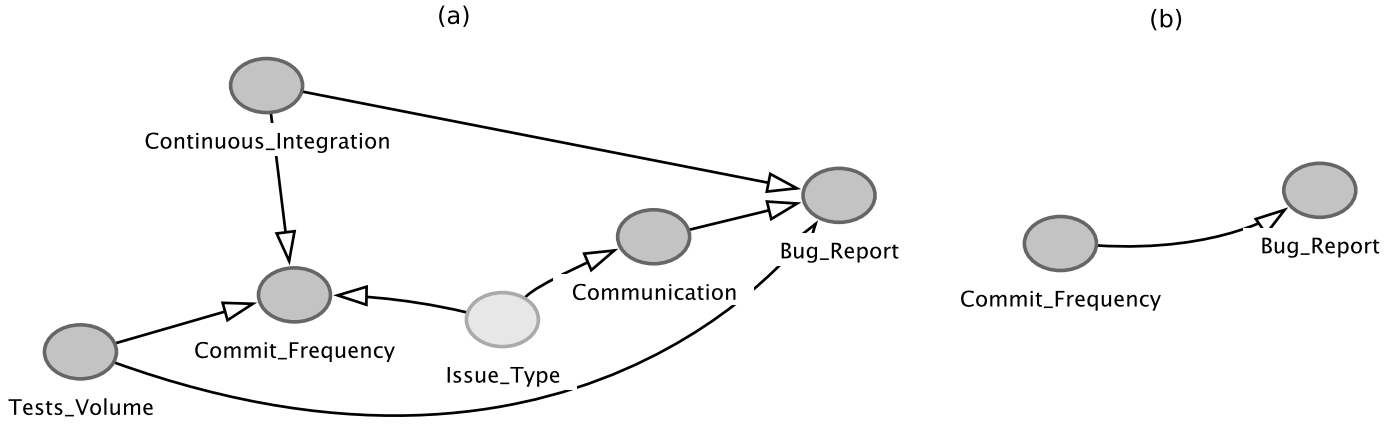 (a)
(b)
Continuous_Integration
Bug_Report
Bug_Report
Communication
Commit_Frequency
Commit_Frequency
Issue_Type
Tests_Volume